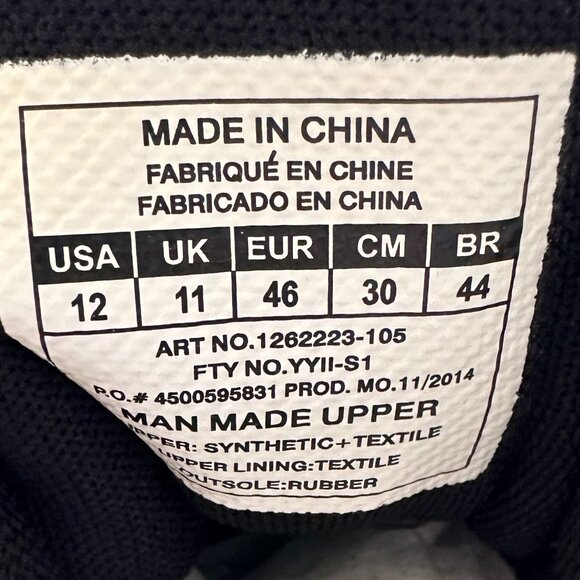 MADE IN CHINA
FABRIQUÉ EN CHINE
FABRICADO EN CHINA
USA UK EUR CM BR
12 11 46 30 44
ART NO.1262223-105
FTY NO.YYII-S1
P.O.# 4500595831 PROD. MO.11/2014
MAN MADE UPPER
UPPER: SYNTHETIC+TEXTILE
UPPER LINING:TEXTILE
OUTSOLE:RUBBER